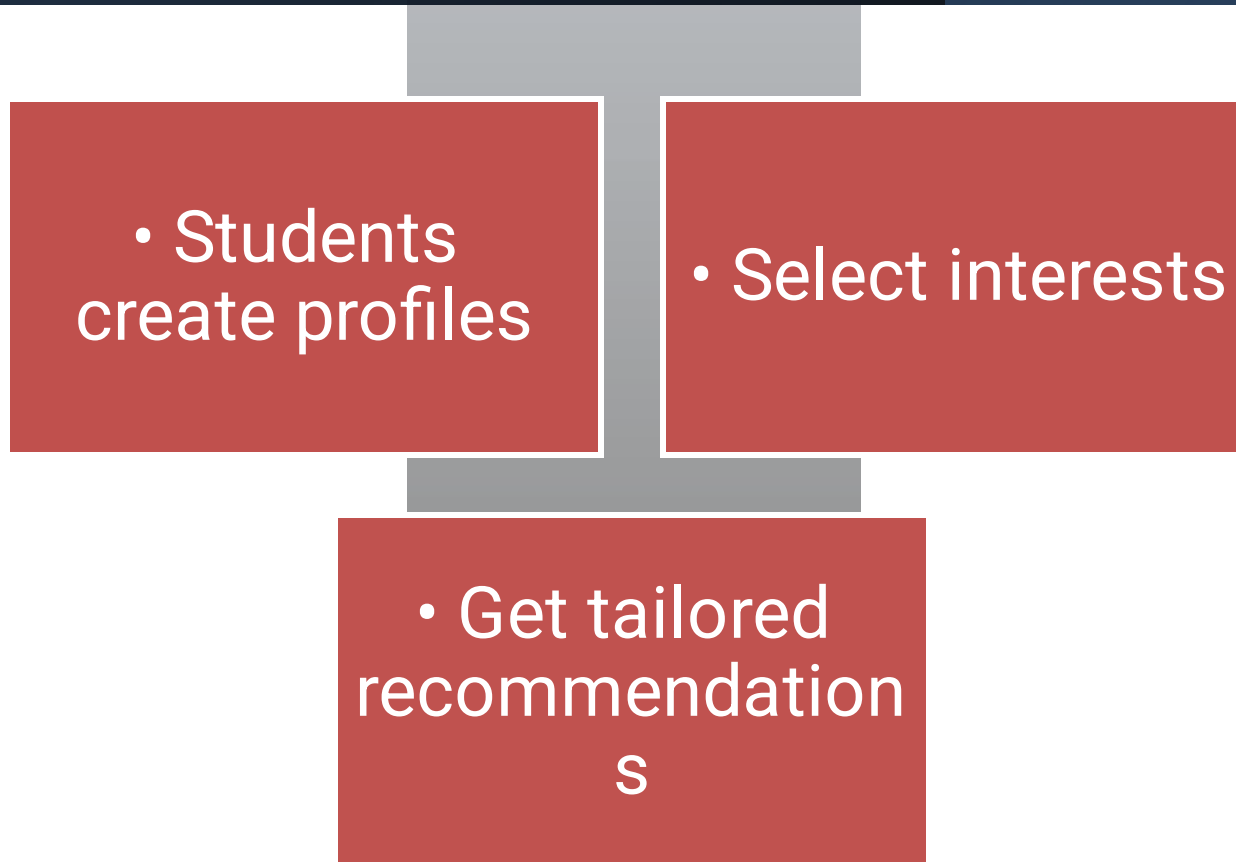 • Students
create profiles
• Select interests
• Get tailored
recommendation
s